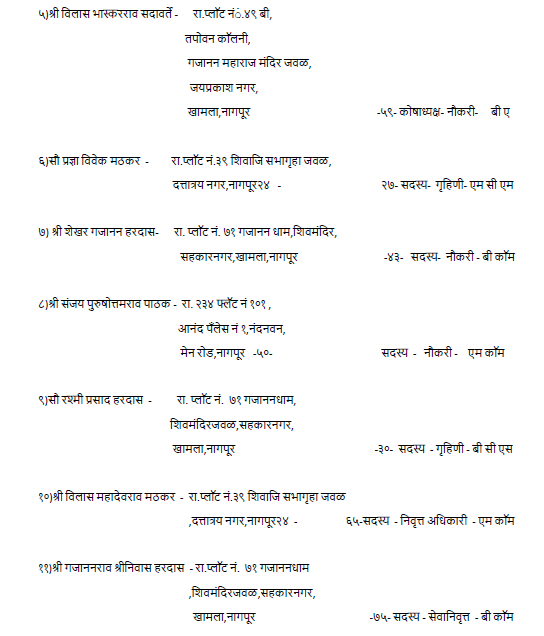 ५)श्री विलास भास्करराव सदावर्ते - रा.प्लॉट नंं.४९ बी,
तपोवन कॉलनी,
गजानन महाराज मंदिर जवळ,
जयप्रकाश नगर,
खामला,नागपूर -५९- कोषाध्यक्ष- नौकरी- बी ए
६)सौ प्रज्ञा विवेक मठकर - रा.प्लॉट नं.३९ शिवाजि सभागृहा जवळ,
दत्तात्रय नगर,नागपूर२४ - २७- सदस्य- गृहिणी- एम सी एम
७) श्री शेखर गजानन हरदास- रा. प्लॉट नं. ७१ गजानन धाम,शिवमंदिर,
सहकारनगर,खामला,नागपूर -४३- सदस्य- नौकरी - बी कॉम
८)श्री संजय पुरुषोत्तमराव पाठक - रा. २३४ फ्लॅट नं १०१ ,
आनंद पॅलेस नं १,नंदनवन,
मेन रोड,नागपूर -५०- सदस्य - नौकरी - एम कॉम
९)सौ रश्मी प्रसाद हरदास - रा. प्लॉट नं. ७१ गजाननधाम,
शिवमंदिरजवळ,सहकारनगर,
खामला,नागपूर -३०- सदस्य - गृहिणी - बी सी एस
१०)श्री विलास महादेवराव मठकर - रा.प्लॉट नं.३९ शिवाजि सभागृहा जवळ
,दत्तात्रय नगर,नागपूर२४ - ६५-सदस्य - निवृत्त अधिकारी - एम कॉम
११)श्री गजाननराव श्रीनिवास हरदास - रा.प्लॉट नं. ७१ गजाननधाम
,शिवमंदिरजवळ,सहकारनगर,
खामला,नागपूर -७५- सदस्य - सेवानिवृत्त - बी कॉम